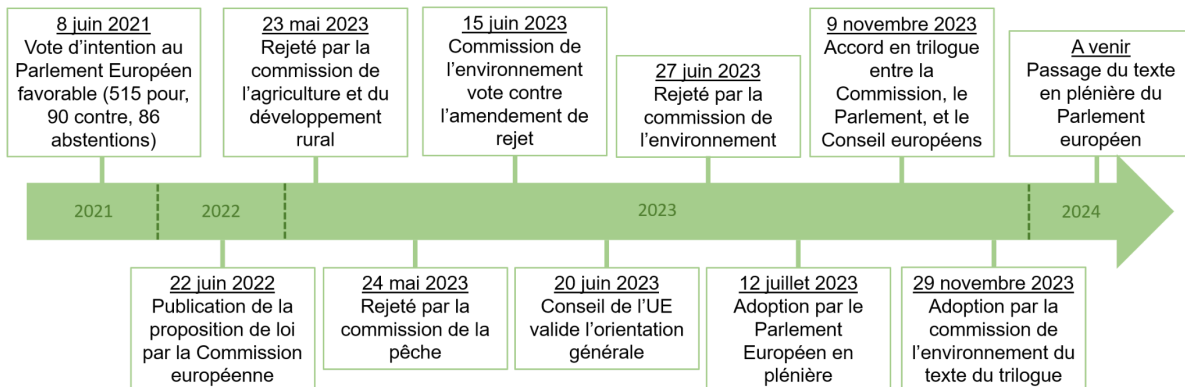 8 juin 2021
Vote d’intention au
Parlement Européen
favorable (515 pour,
90 contre, 86
abstentions)
23 mai 2023
Rejeté par la
commission de
l’agriculture et du
développement
rural
15 juin 2023
Commission de
l’environnement
vote contre
l’amendement de
rejet
27 juin 2023
Rejeté par la
commission de
l’environnement
9 novembre 2023
Accord en trilogue
entre la
Commission, le
Parlement, et le
Conseil européens
A venir
Passage du texte
en plénière du
Parlement
européen
2021
2022
2023
2024
22 juin 2022
Publication de la
proposition de loi
par la Commission
européenne
24 mai 2023
Rejeté par la
commission de la
pêche
20 juin 2023
Conseil de l’UE
valide l’orientation
générale
12 juillet 2023
Adoption par le
Parlement
Européen en
plénière
29 novembre 2023
Adoption par la
commission de
l’environnement du
texte du trilogue